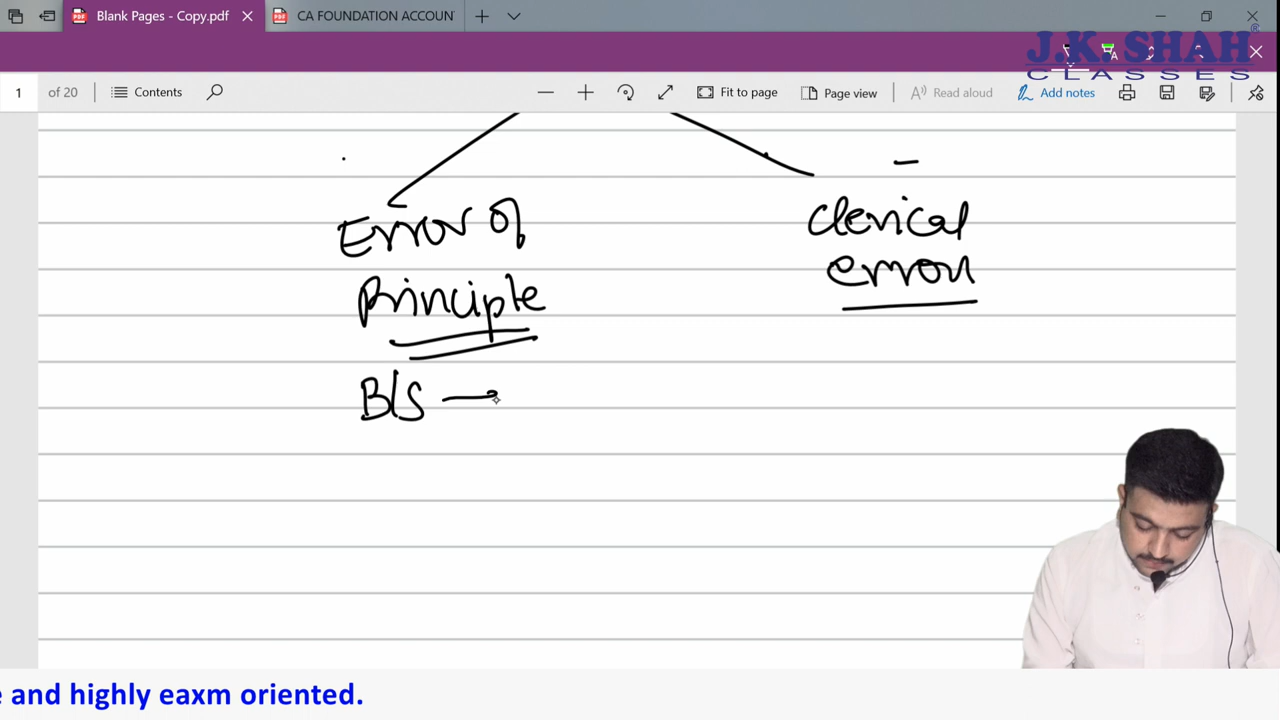 Blank Pages - Copy.pdf
CA FOUNDATION ACCOUN
J.K. SHAH®
CLASSES
1 of 20
Contents
Fit to page
Page view
Read aloud
Add notes
Error of
Principle
Clerical
error
B/S →
e and highly eaxm oriented.